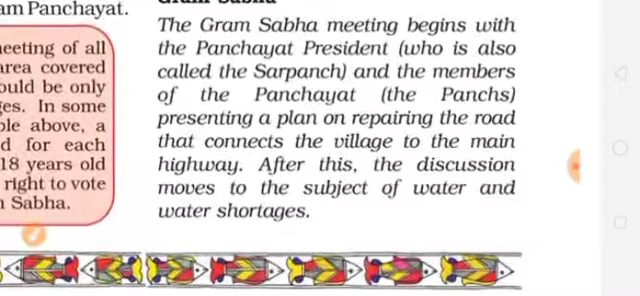 am Panchayat.
eeting of all
area covered
ould be only
ges. In some
ple above, a
d for each
18 years old
right to vote
Sabha.
Gram Sabha
The Gram Sabha meeting begins with
the Panchayat President (who is also
called the Sarpanch) and the members
of the Panchayat (the Panchs)
presenting a plan on repairing the road
that connects the village to the main
highway. After this, the discussion
moves to the subject of water and
water shortages.